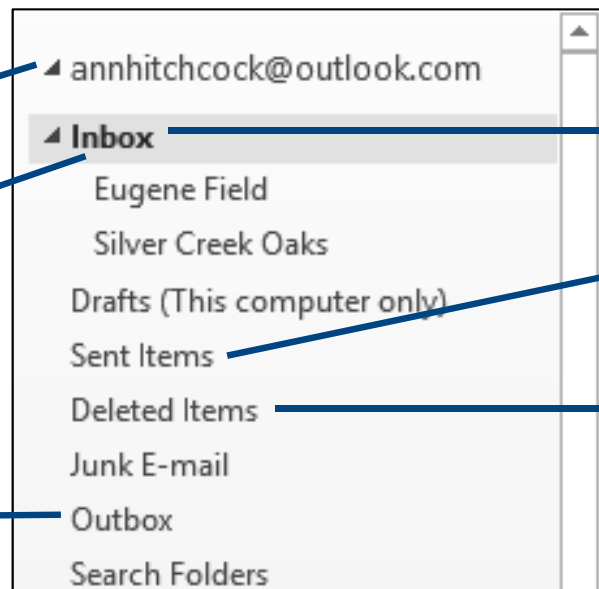 annhitchcock@outlook.com
Inbox
Eugene Field
Silver Creek Oaks
Drafts (This computer only)
Sent Items
Deleted Items
Junk E-mail
Outbox
Search Folders